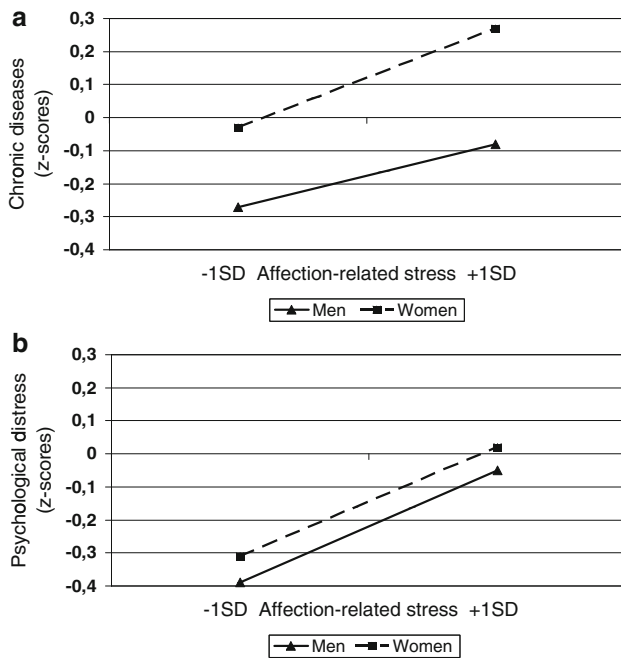 a
Chronic diseases
(z-scores)
0,3
0,2
0,1
0
-0,1
-0,2
-0,3
-0,4
-1SD Affection-related stress +1SD
Men Women
b
Psychological distress
(z-scores)
0,3
0,2
0,1
0
-0,1
-0,2
-0,3
-0,4
-1SD Affection-related stress +1SD
Men Women